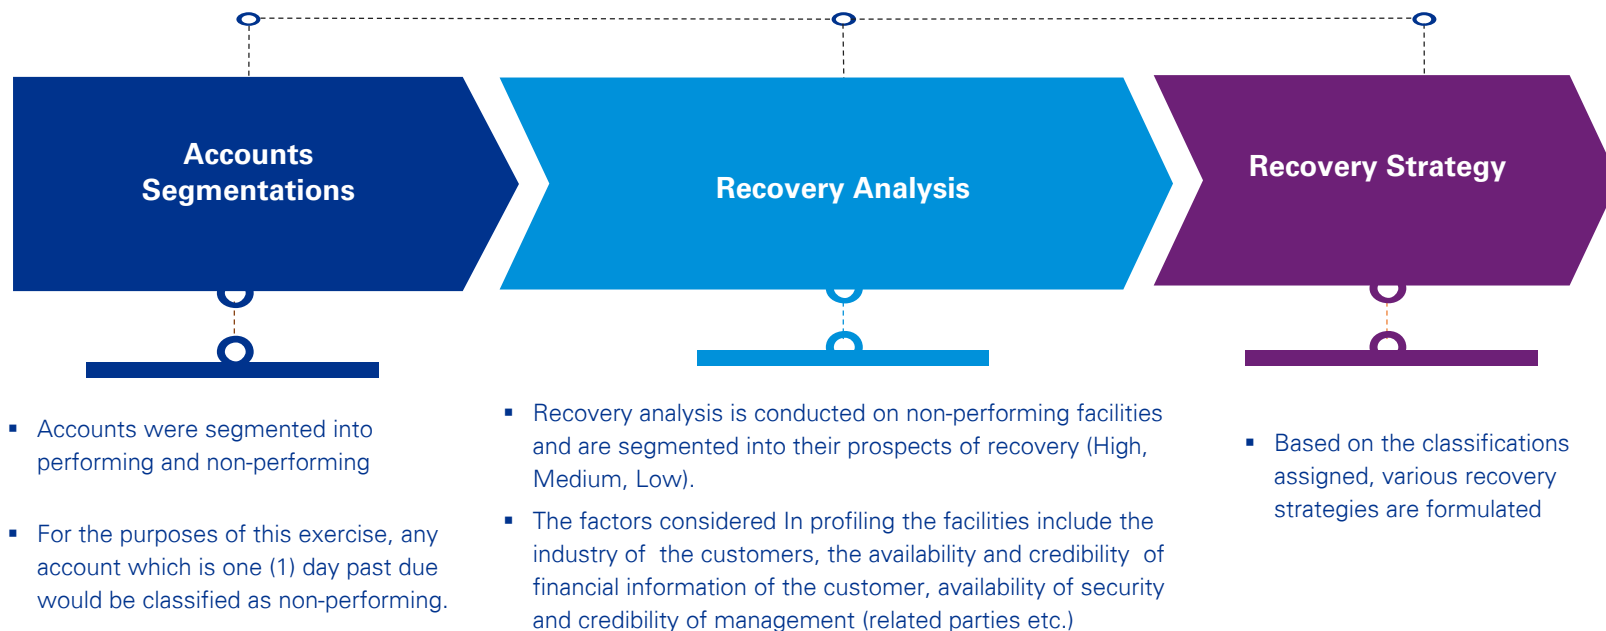 Accounts
Segmentations
Recovery Analysis
Recovery Strategy
▪ Accounts were segmented into
performing and non-performing
▪ For the purposes of this exercise, any
account which is one (1) day past due
would be classified as non-performing.
▪ Recovery analysis is conducted on non-performing facilities
and are segmented into their prospects of recovery (High,
Medium, Low).
▪ The factors considered In profiling the facilities include the
industry of  the customers, the availability and credibility  of
financial information of the customer, availability of security
and credibility of management (related parties etc.)
▪ Based on the classifications
assigned, various recovery
strategies are formulated